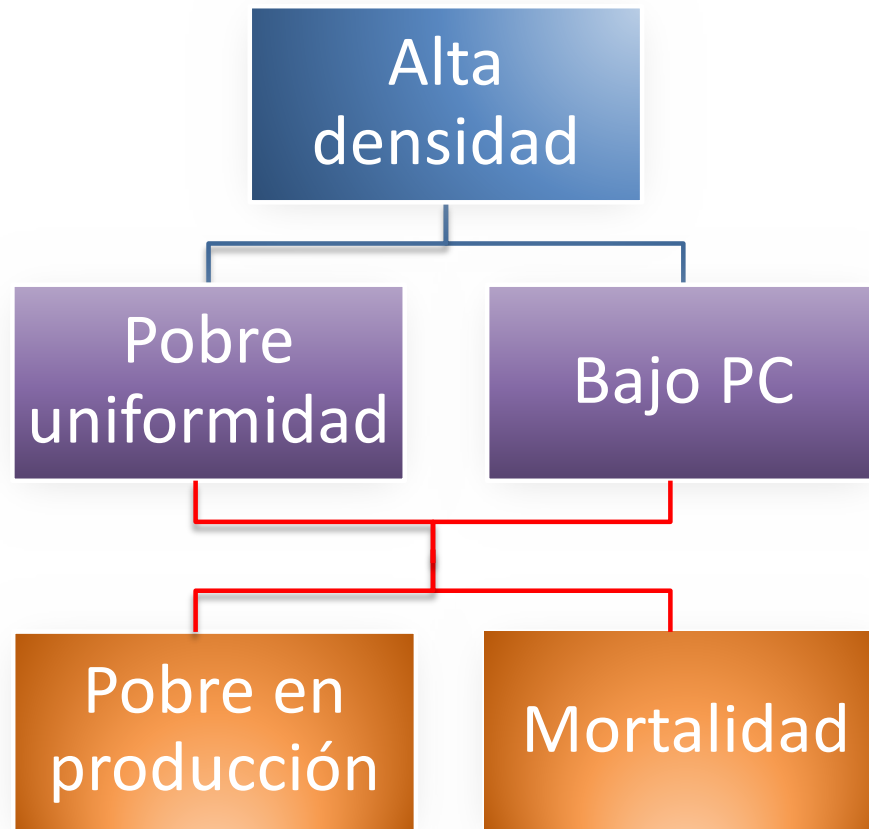 Alta
densidad
Pobre
uniformidad
Bajo PC
Pobre en
producción
Mortalidad